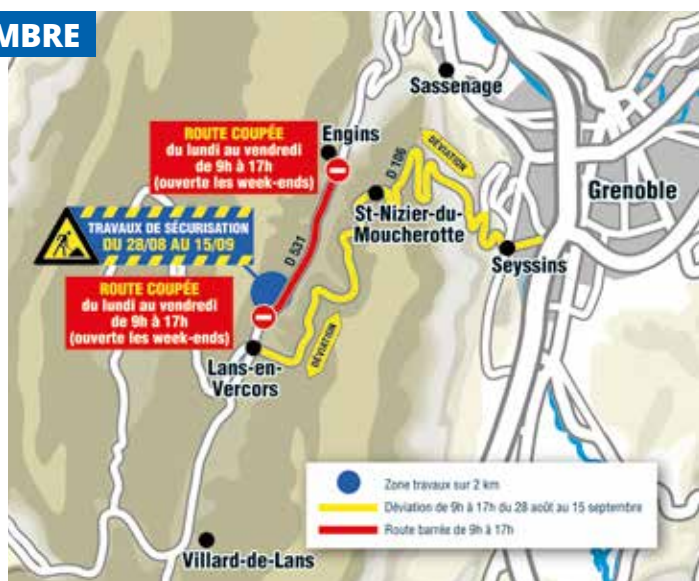 MBRE
Sassenage
ROUTE COUPÉE
du lundi au vendredi
de 9h à 17h
(ouverte les week-ends)
Engins
DÉVIATION
D 106
Grenoble
St-Nizier-du-
Moucherotte
TRAVAUX DE SÉCURISATION
DU 28/08 AU 15/09
D 531
Seyssins
ROUTE COUPÉE
du lundi au vendredi
de 9h à 17h
(ouverte les week-ends)
DÉVIATION
Lans-en-
Vercors
Zone travaux sur 2 km
Déviation de 9h à 17h du 28 août au 15 septembre
Route barrée de 9h à 17h
Villard-de-Lans